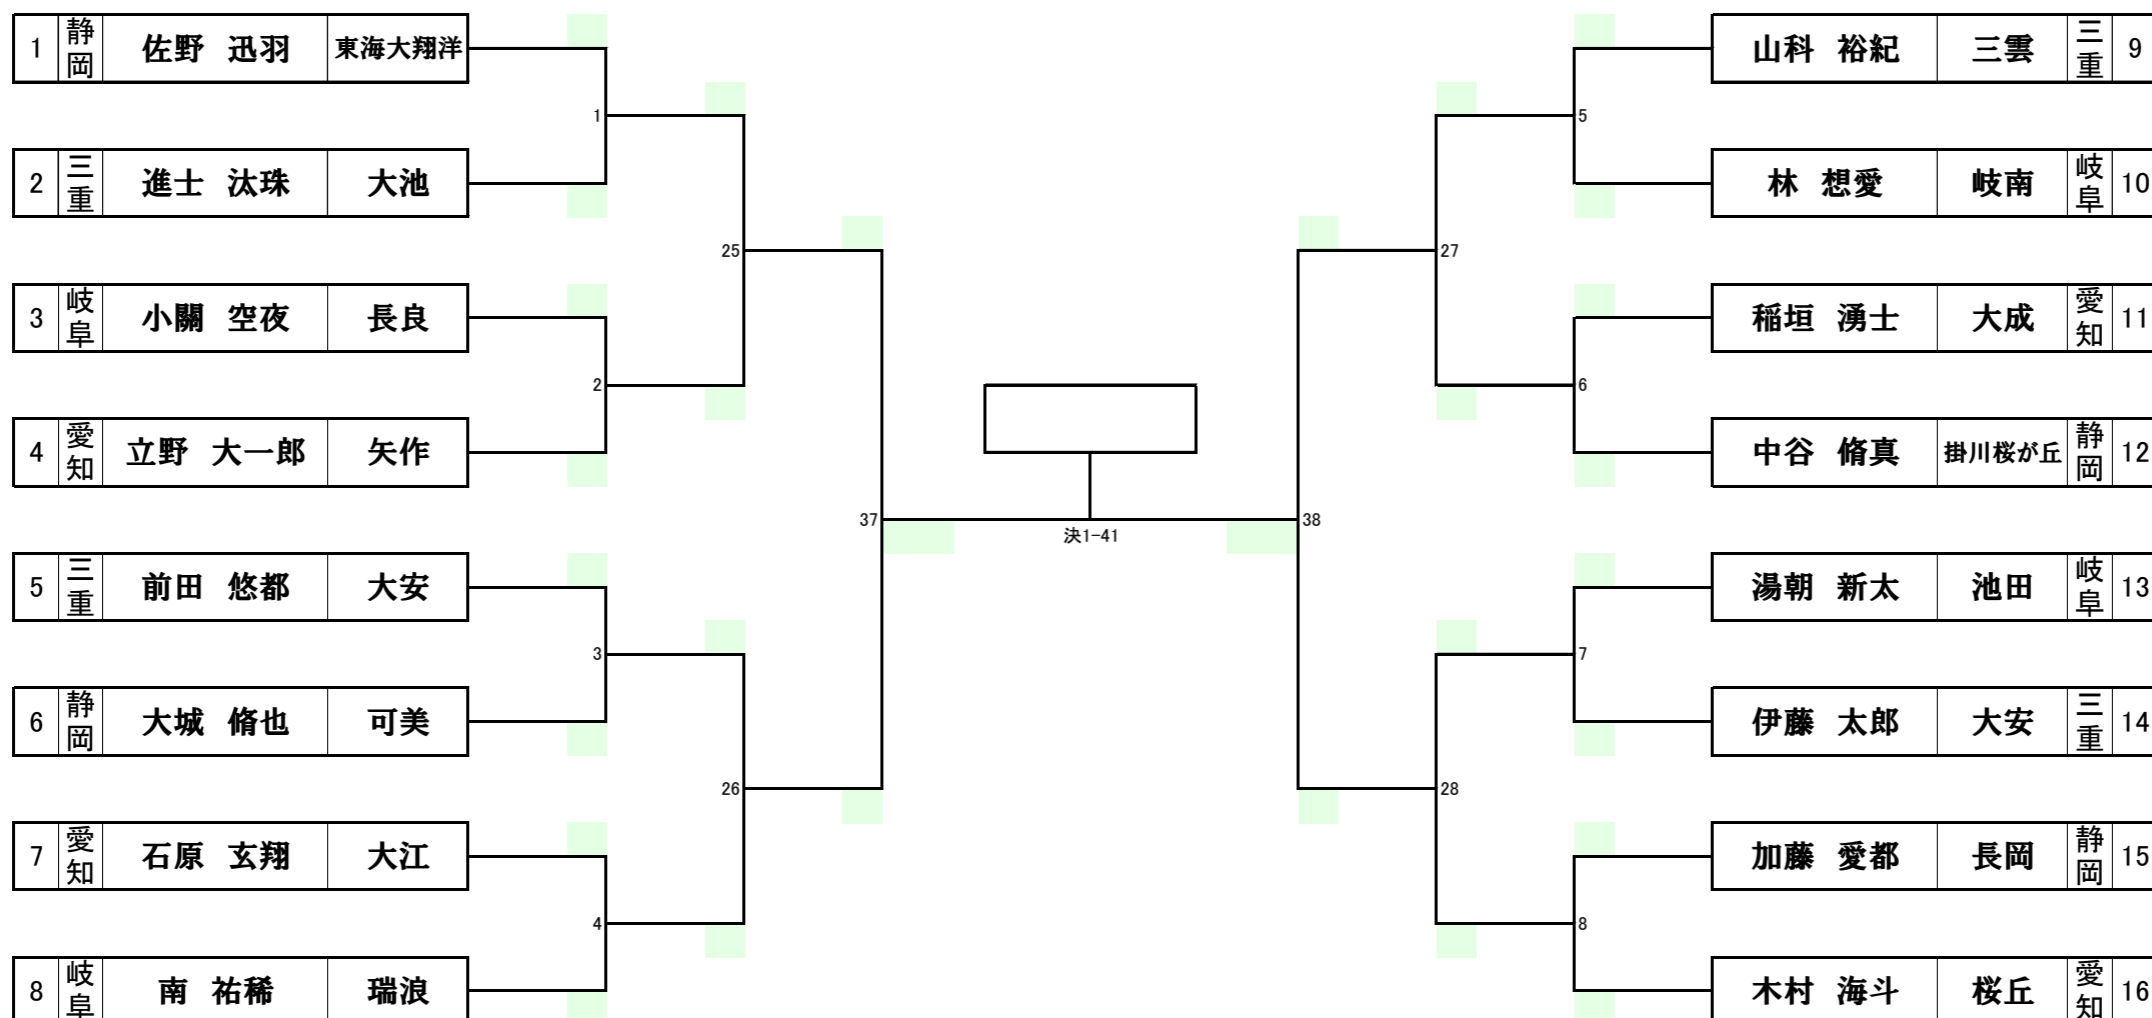 1 静岡 佐野 迅羽 東海大翔洋
2 三重 進士 汰珠 大池
3 岐阜 小關 空夜 長良
4 愛知 立野 大一郎 矢作
5 三重 前田 悠都 大安
6 静岡 大城 脩也 可美
7 愛知 石原 玄翔 大江
8 岐阜 南 祐稀 瑞浪
1
2
3
4
25
26
37
決1-41
38
27
28
5
6
7
8
山科 裕紀 三雲 三重 9
林 想愛 岐南 岐阜 10
稲垣 湧士 大成 愛知 11
中谷 脩真 掛川桜が丘 静岡 12
湯朝 新太 池田 岐阜 13
伊藤 太郎 大安 三重 14
加藤 愛都 長岡 静岡 15
木村 海斗 桜丘 愛知 16